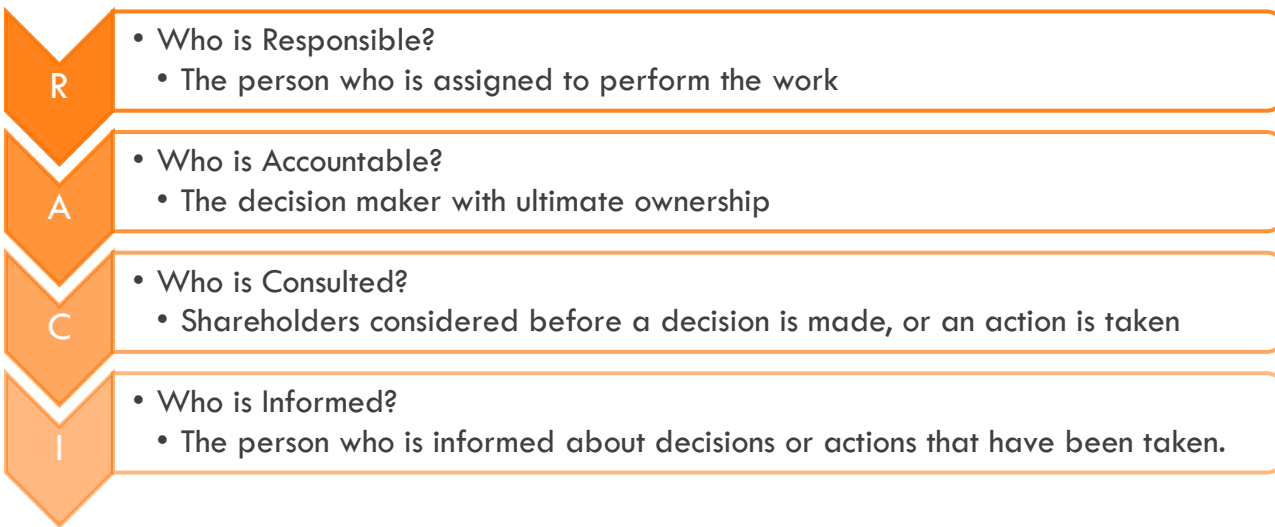 R
• Who is Responsible?
• The person who is assigned to perform the work
A
• Who is Accountable?
• The decision maker with ultimate ownership
C
• Who is Consulted?
• Shareholders considered before a decision is made, or an action is taken
I
• Who is Informed?
• The person who is informed about decisions or actions that have been taken.